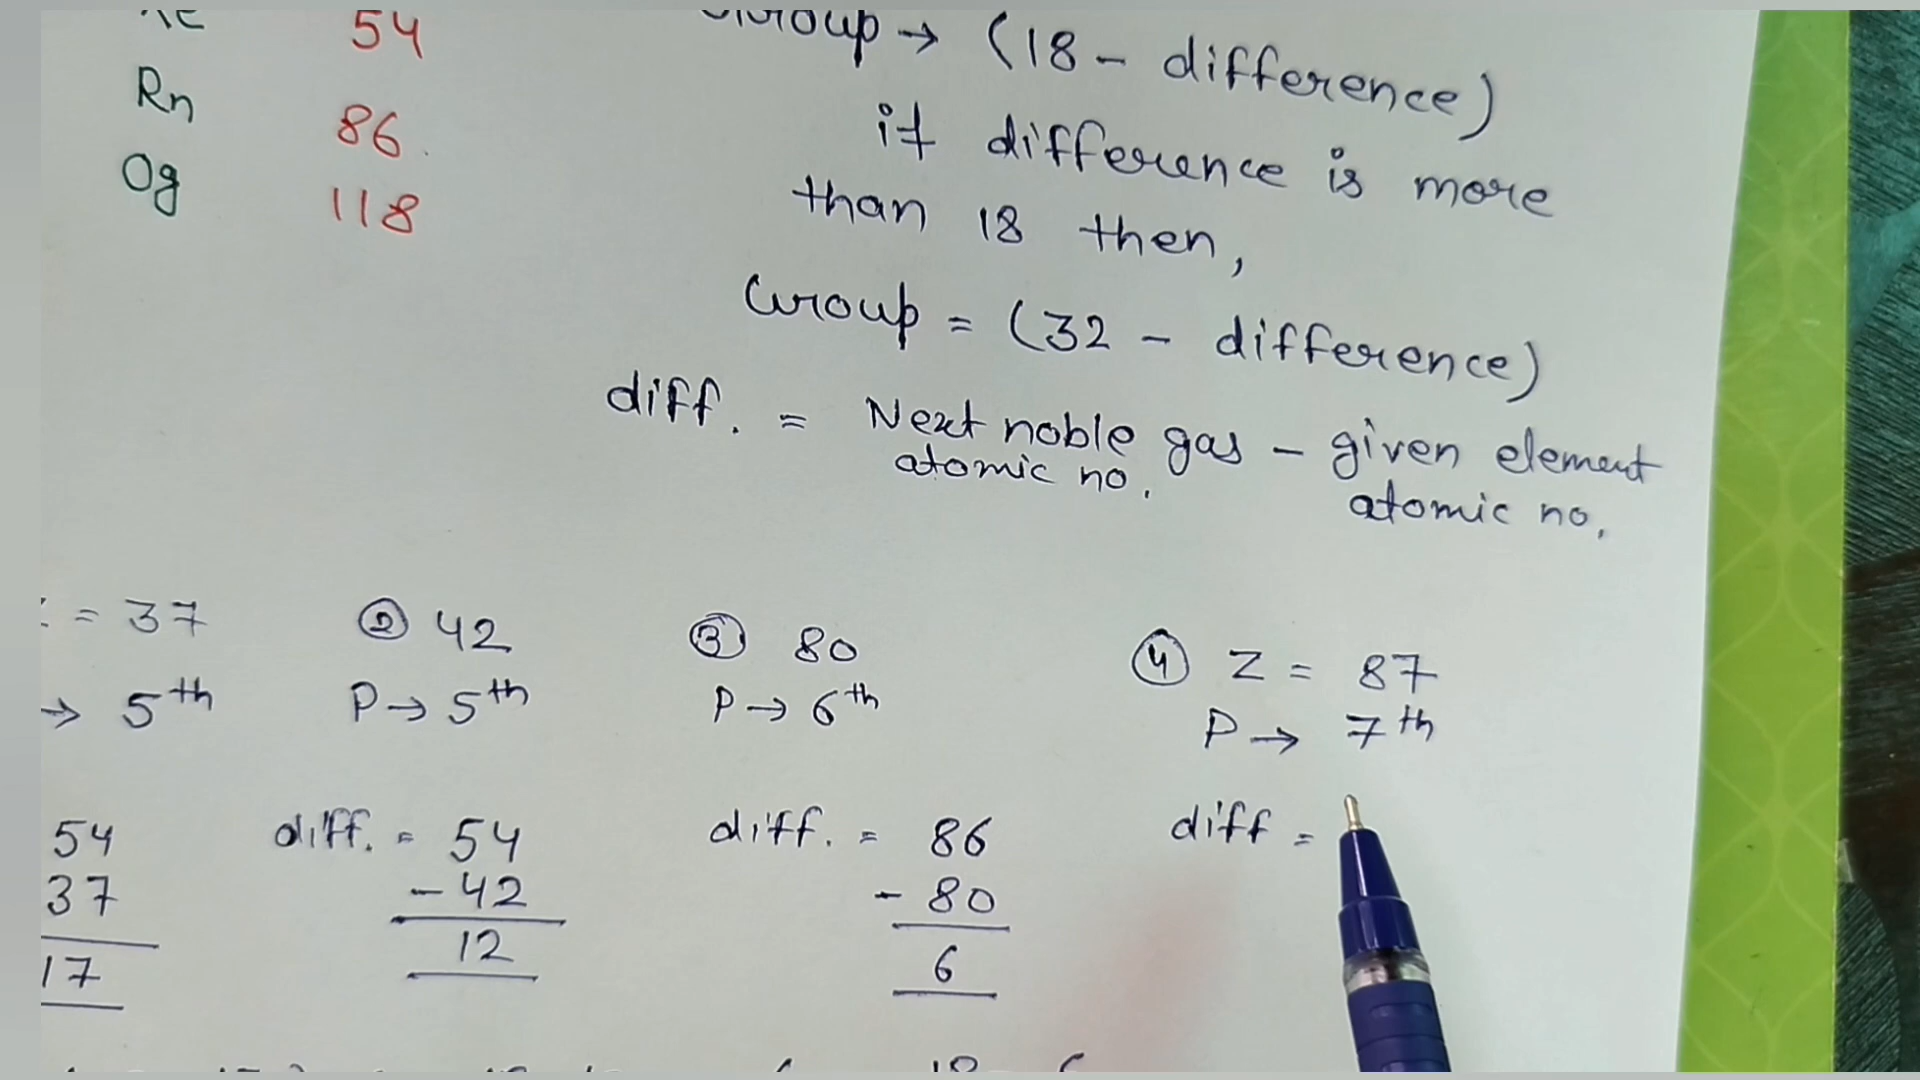 54
Rn 86
Og 118
Group → (18 - difference)
if difference is more
than 18 then,
Group = (32 - difference)
diff. = Next noble gas - given element
atomic no. atomic no.
= 37
→ 5th
54
37
17
② 42
P → 5th
diff. = 54
- 42
12
③ 80
P → 6th
diff. = 86
- 80
6
④ Z = 87
P → 7th
diff =